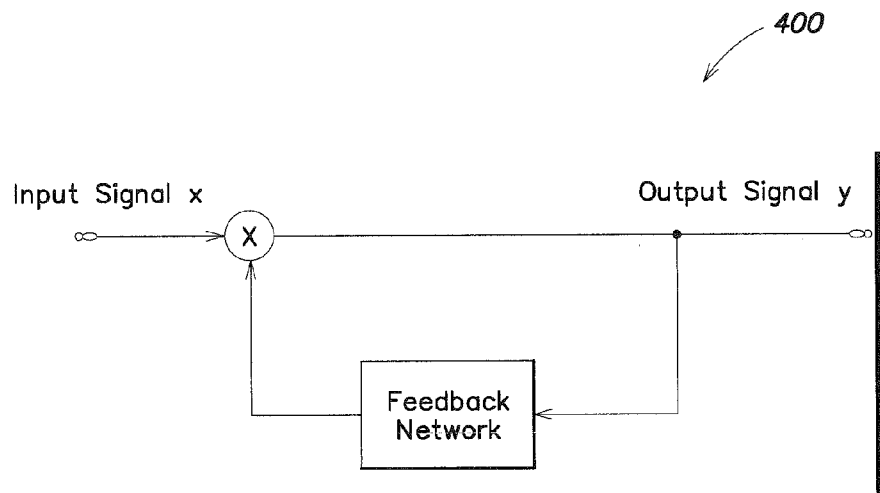 400
Input Signal x
Output Signal y
X
Feedback
Network